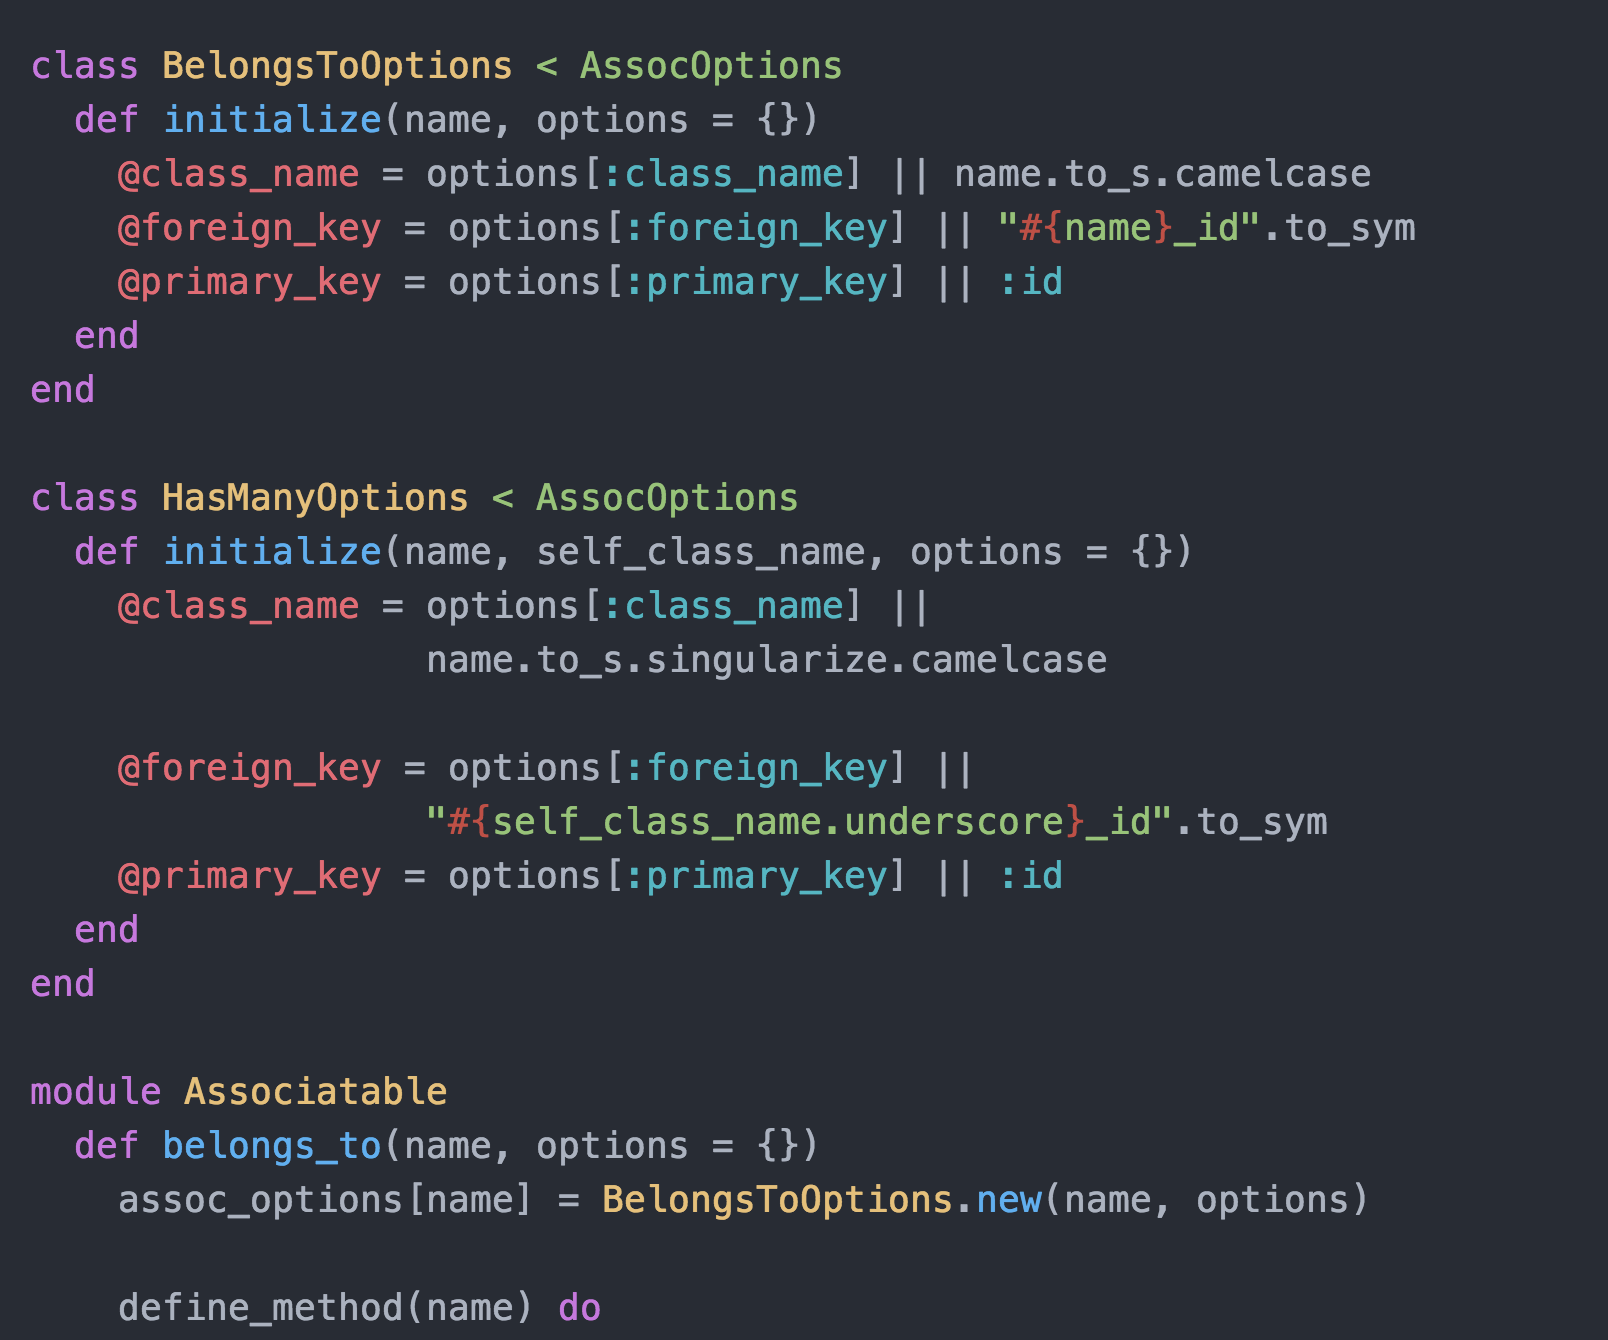 class BelongsToOptions < AssocOptions
  def initialize(name, options = {})
    @class_name = options[:class_name] || name.to_s.camelcase
    @foreign_key = options[:foreign_key] || "#{name}_id".to_sym
    @primary_key = options[:primary_key] || :id
  end
end

class HasManyOptions < AssocOptions
  def initialize(name, self_class_name, options = {})
    @class_name = options[:class_name] ||
                  name.to_s.singularize.camelcase

    @foreign_key = options[:foreign_key] ||
                  "#{self_class_name.underscore}_id".to_sym
    @primary_key = options[:primary_key] || :id
  end
end

module Associatable
  def belongs_to(name, options = {})
    assoc_options[name] = BelongsToOptions.new(name, options)

    define_method(name) do